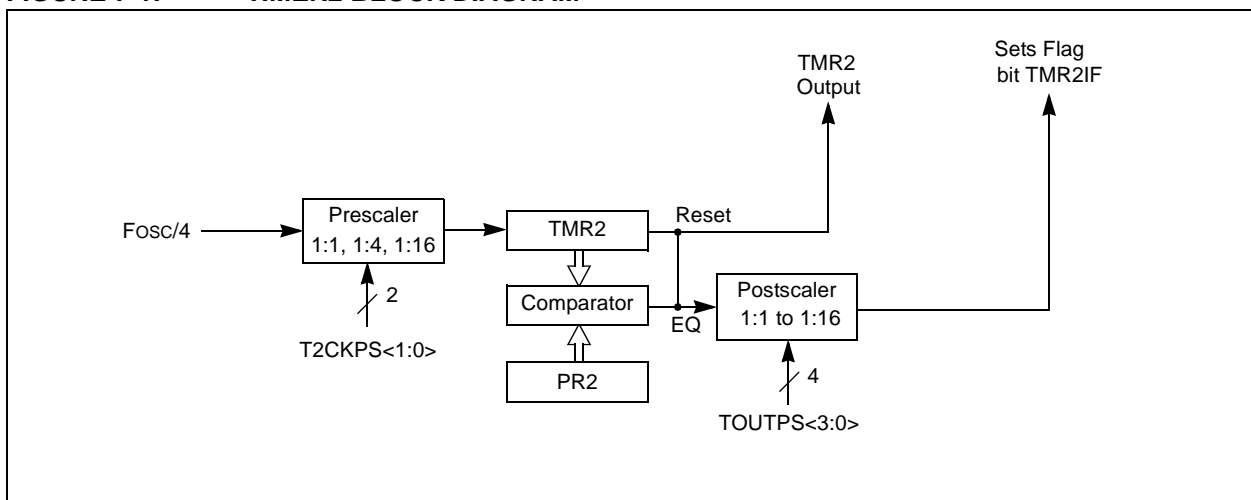 TMR2
Output
Sets Flag
bit TMR2IF
Fosc/4
Prescaler
1:1, 1:4, 1:16
2
T2CKPS<1:0>
TMR2
Reset
Comparator
EQ
PR2
Postscaler
1:1 to 1:16
4
TOUTPS<3:0>